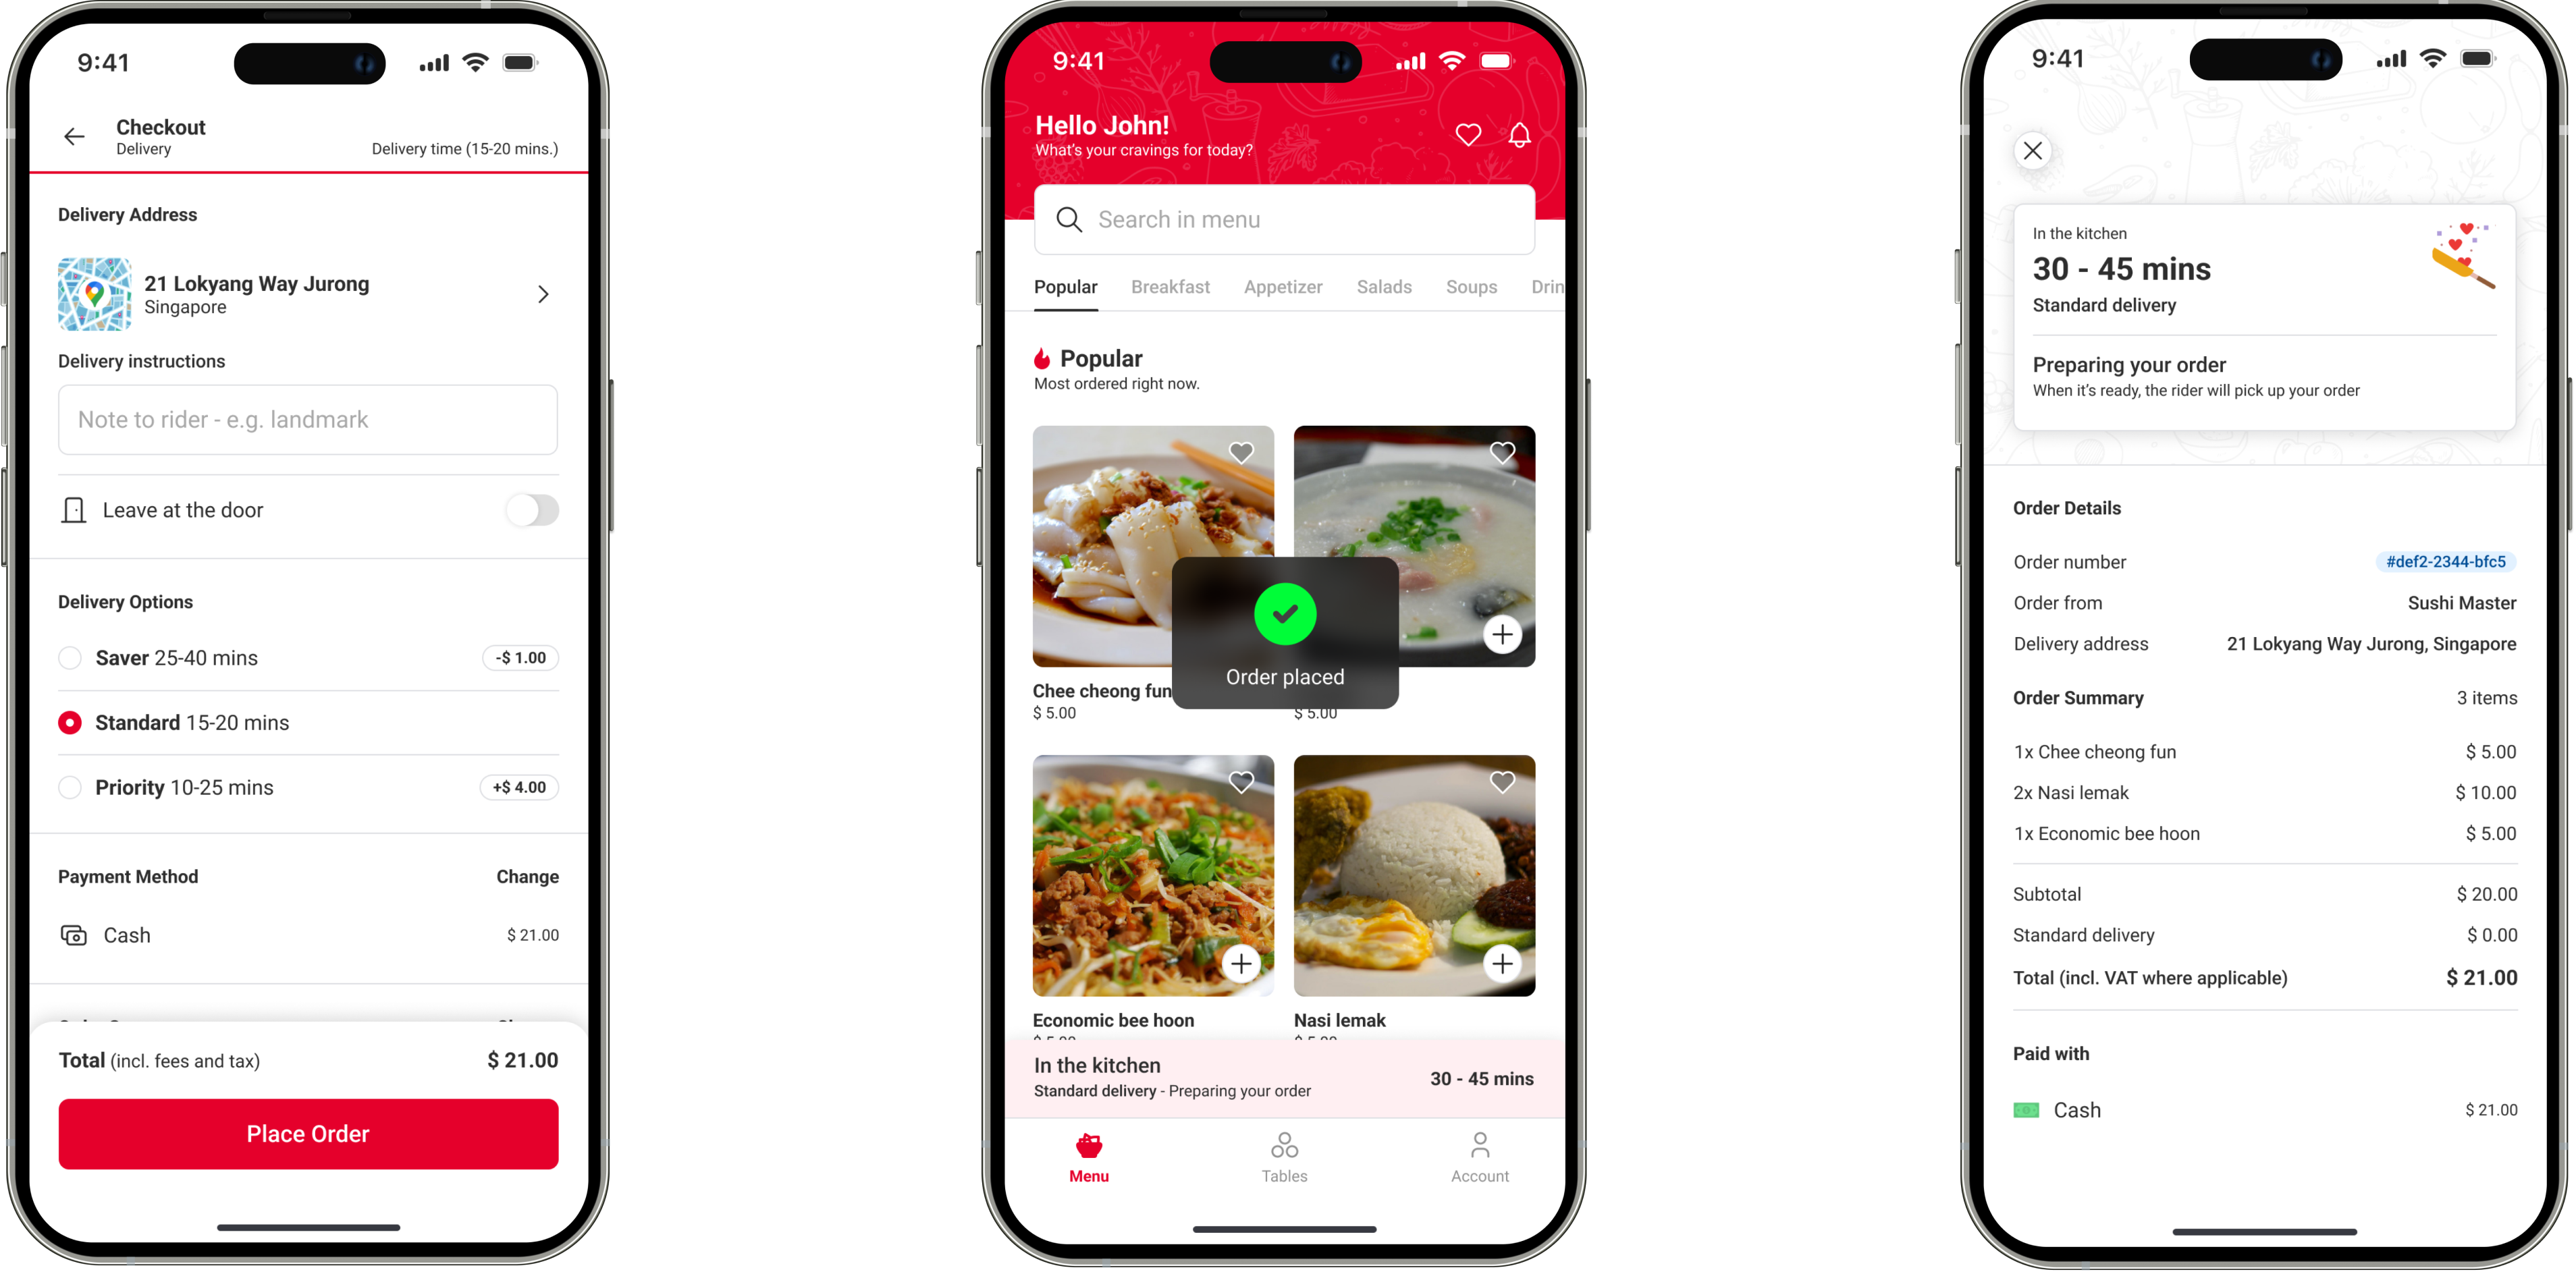 9:41
Checkout
Delivery
Delivery time (15-20 mins.)
Delivery Address
21 Lokyang Way Jurong
Singapore
Delivery instructions
Note to rider - e.g. landmark
Leave at the door
Delivery Options
Saver 25-40 mins
-$ 1.00
Standard 15-20 mins
Priority 10-25 mins
+$ 4.00
Payment Method
Change
Cash
$ 21.00
Total (incl. fees and tax)
$ 21.00
Place Order
9:41
Hello John!
What's your cravings for today?
Search in menu
Popular
Breakfast
Appetizer
Salads
Soups
Drin
Popular
Most ordered right now.
Order placed
Chee cheong fun
$ 5.00
$ 5.00
Economic bee hoon
Nasi lemak
$ 5.00
$ 5.00
In the kitchen
Standard delivery - Preparing your order
30 - 45 mins
Menu
Tables
Account
9:41
In the kitchen
30 - 45 mins
Standard delivery
Preparing your order
When it's ready, the rider will pick up your order
Order Details
Order number
#def2-2344-bfc5
Order from
Sushi Master
Delivery address
21 Lokyang Way Jurong, Singapore
Order Summary
3 items
1x Chee cheong fun
$ 5.00
2x Nasi lemak
$ 10.00
1x Economic bee hoon
$ 5.00
Subtotal
$ 20.00
Standard delivery
$ 0.00
Total (incl. VAT where applicable)
$ 21.00
Paid with
Cash
$ 21.00